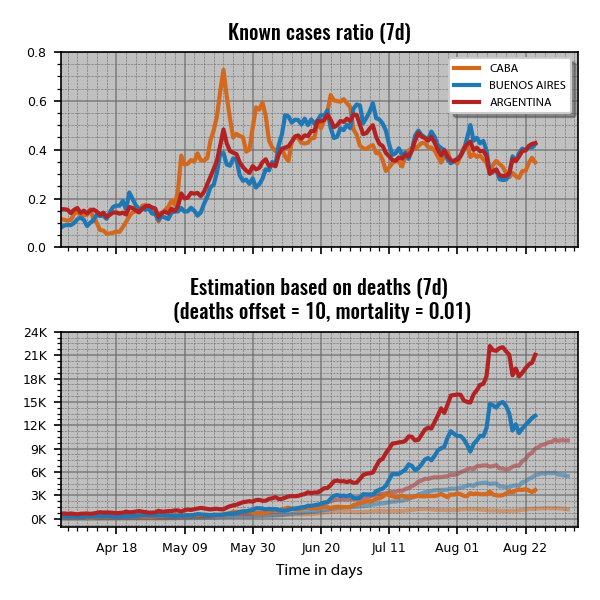 Known cases ratio (7d)
0.8
0.6
0.4
0.2
0.0
CABA
BUENOS AIRES
ARGENTINA
Estimation based on deaths (7d)
(deaths offset = 10, mortality = 0.01)
24K
21K
18K
15K
12K
9K
6K
3K
0K
Apr 18 May 09 May 30 Jun 20 Jul 11 Aug 01 Aug 22
Time in days